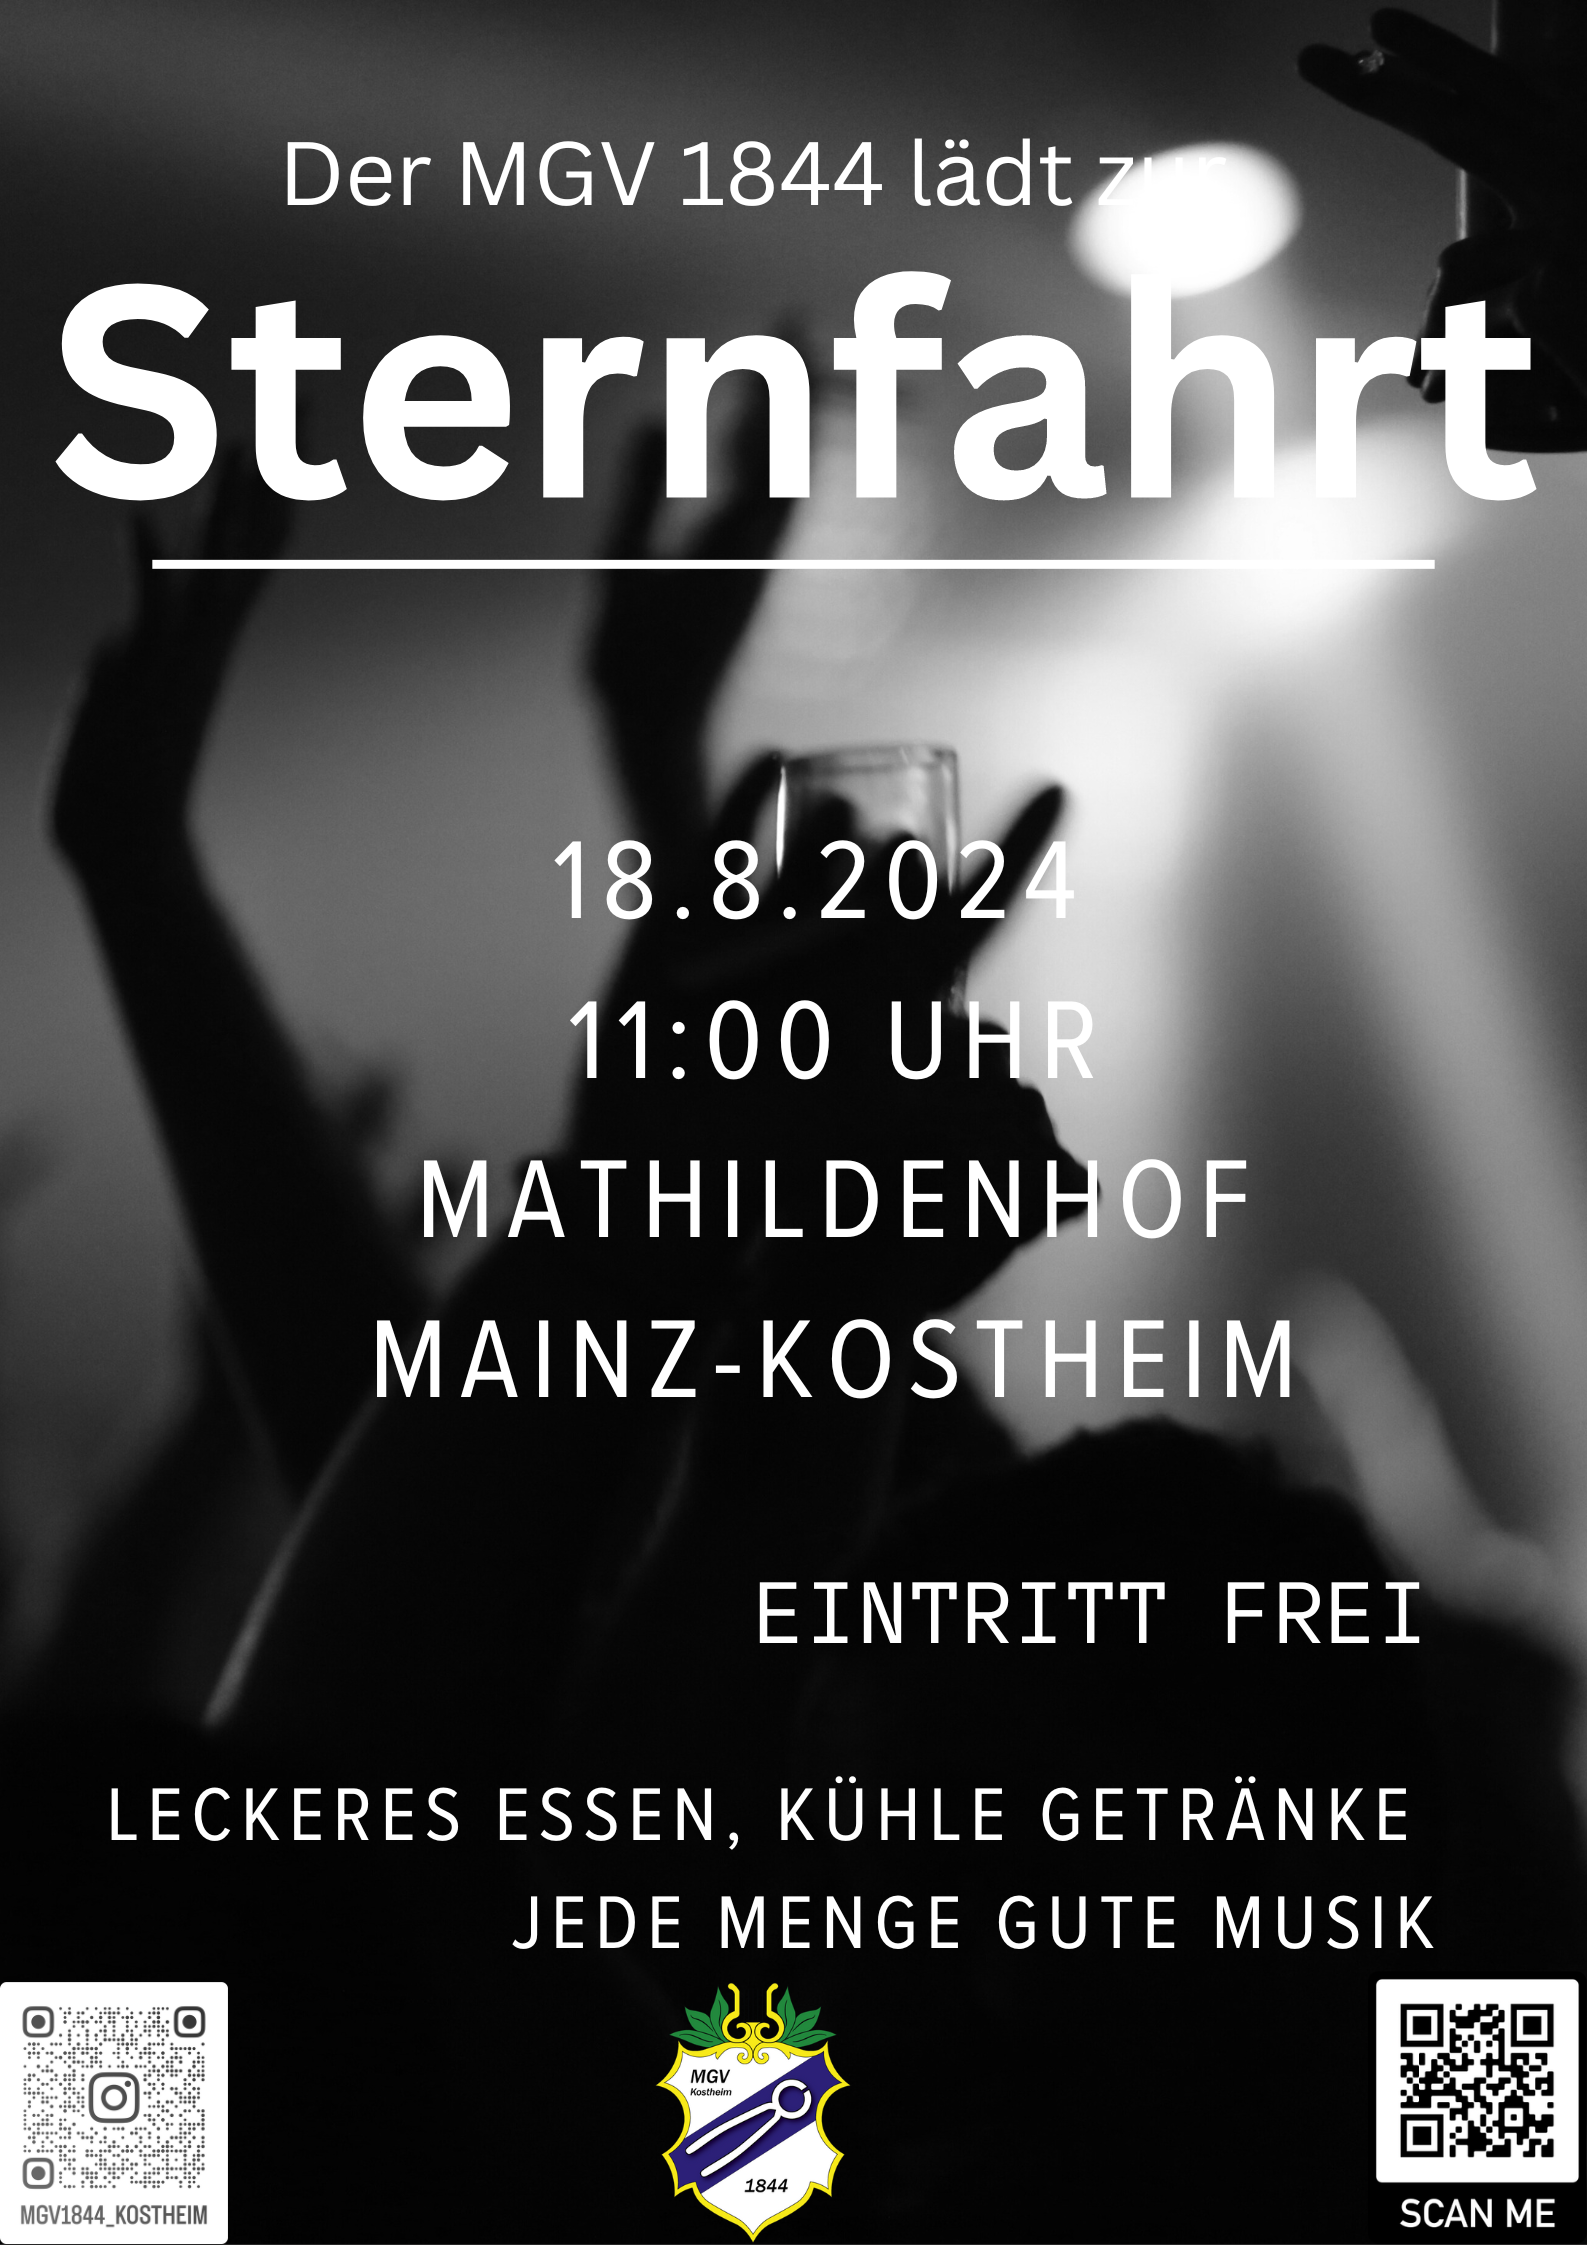 Der MGV 1844 lädt zur
Sternfahrt
18.8.2024
11:00 UHR
MATHILDENHOF
MAINZ-KOSTHEIM
EINTRITT FREI
LECKERES ESSEN, KÜHLE GETRÄNKE
JEDE MENGE GUTE MUSIK
MGV
Kostheim
1844
MGV1844_KOSTHEIM
SCAN ME